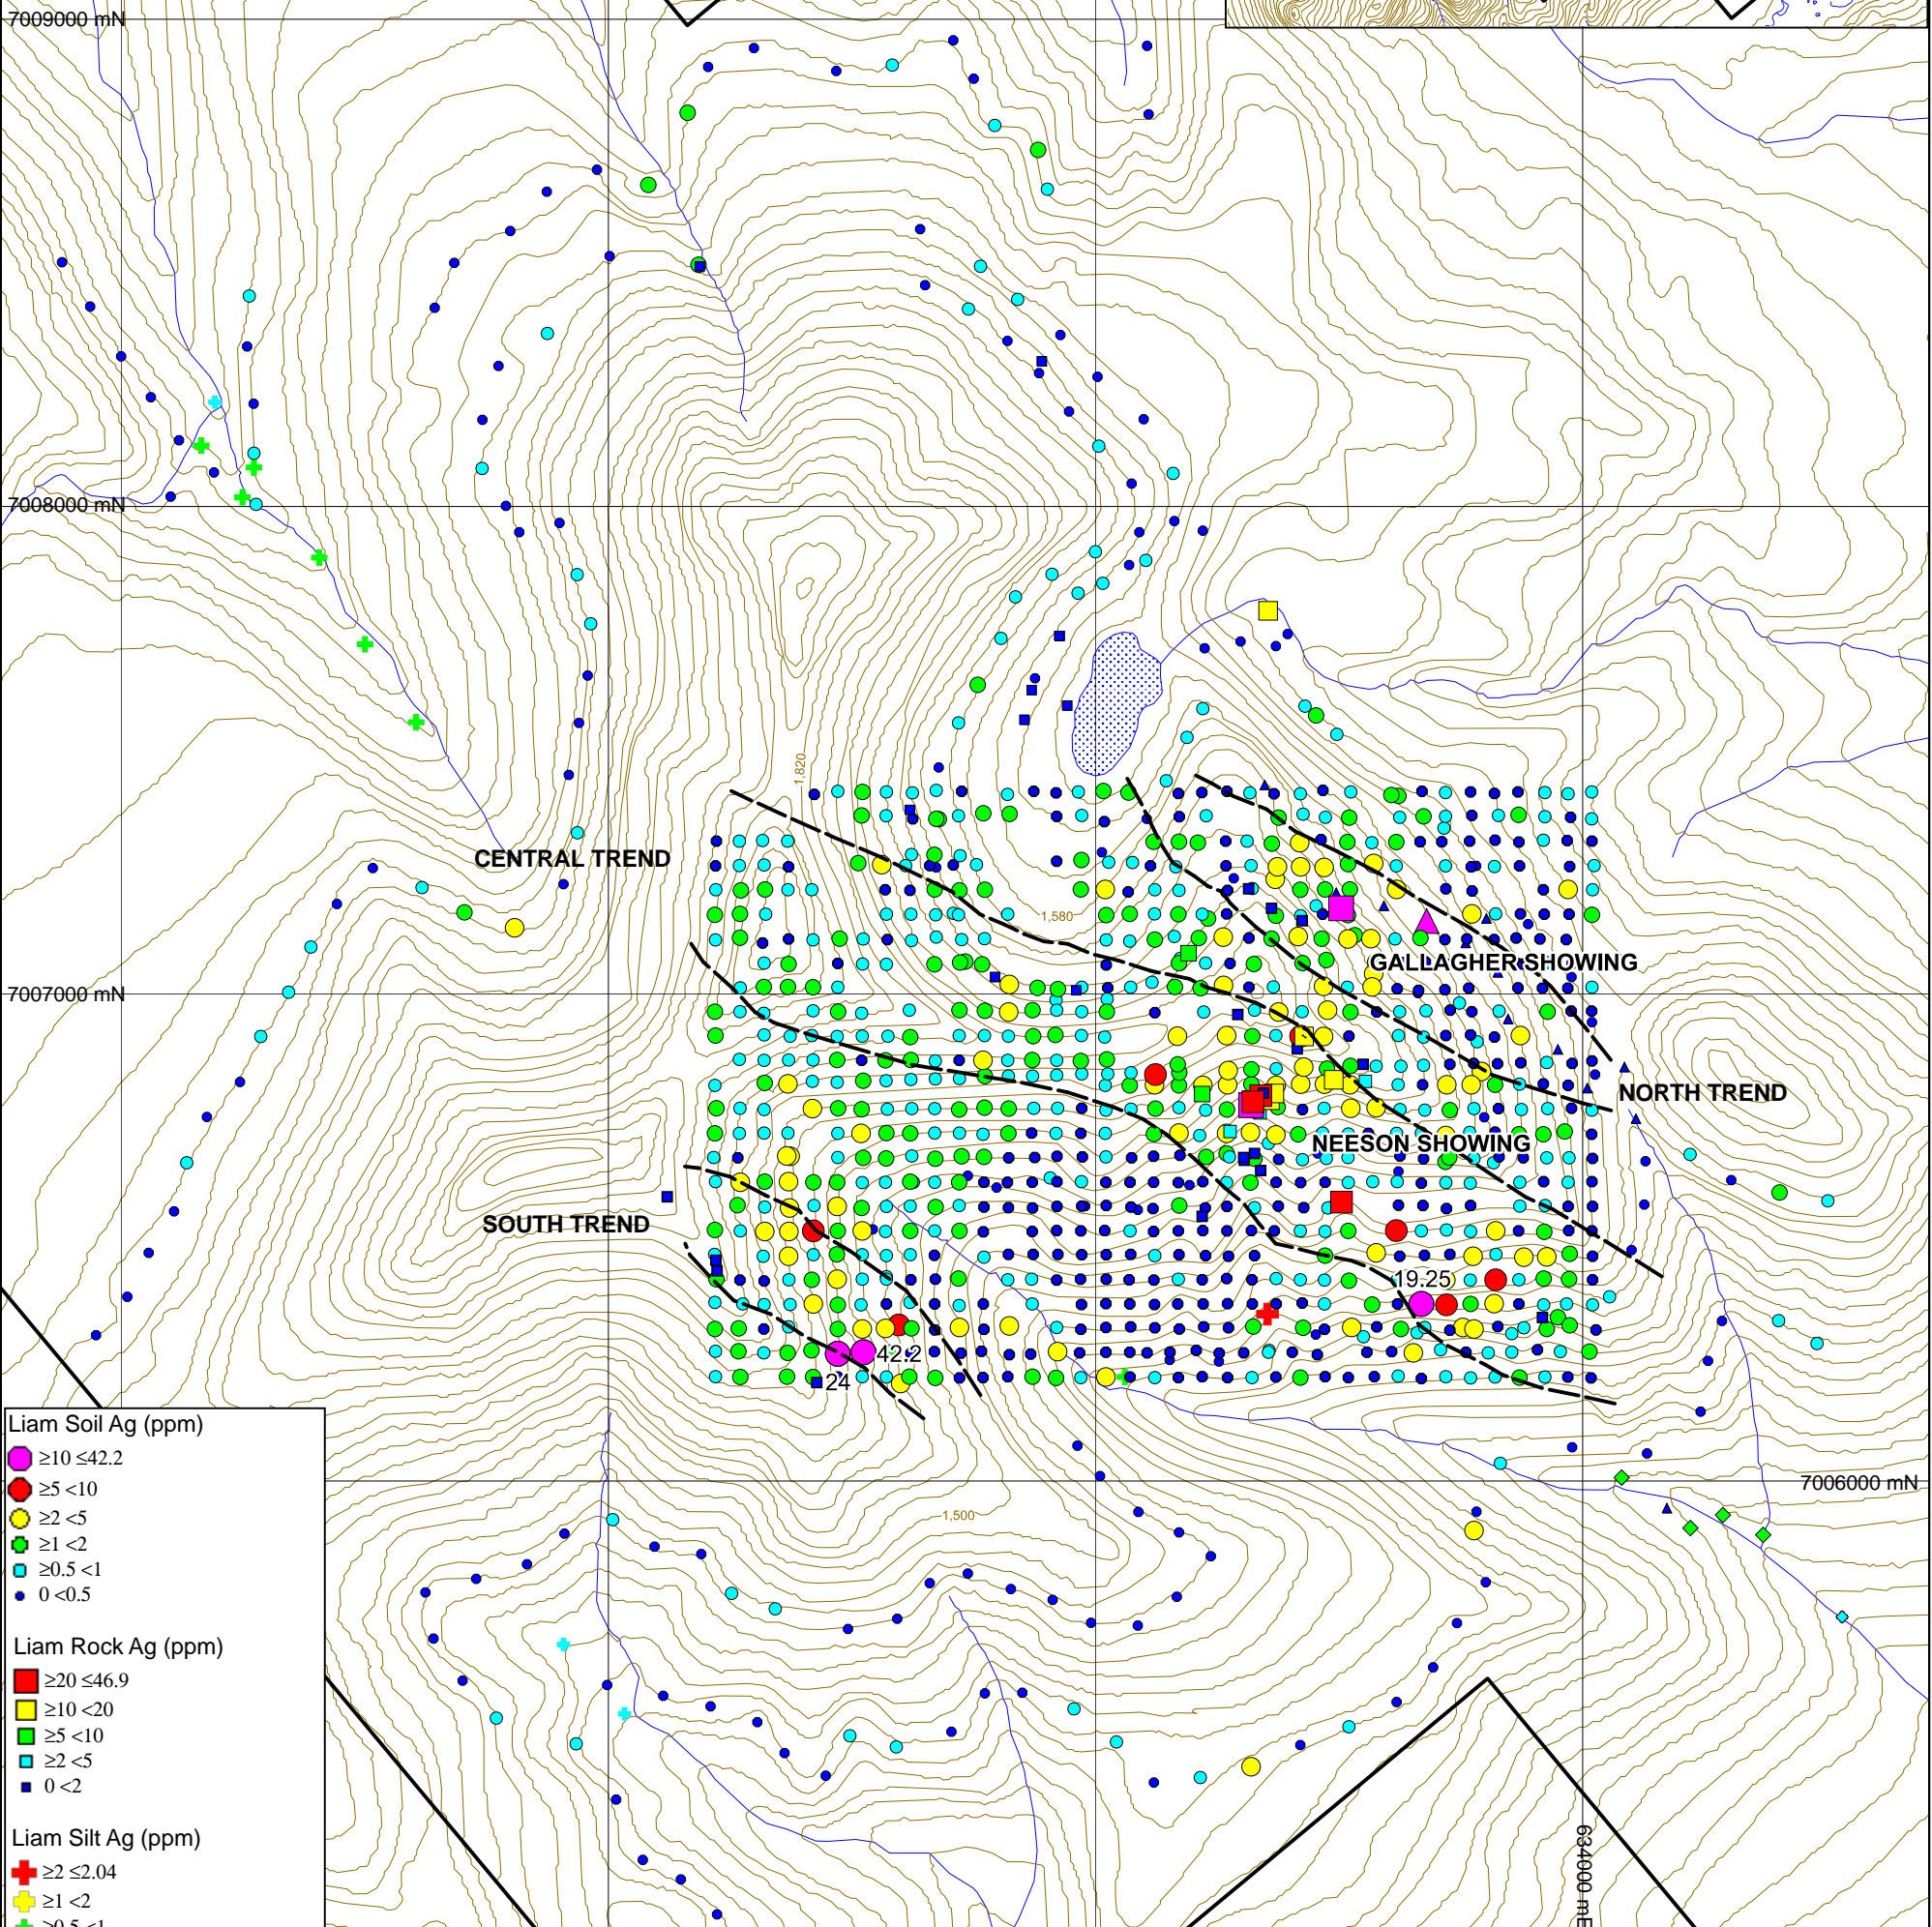 7009000 mN
7008000 mN
1,820
CENTRAL TREND
1,580
GALLAGHER SHOWING
7007000 mN
NORTH TREND
NEESON SHOWING
SOUTH TREND
19.25
42.2
24
Liam Soil Ag (ppm)
≥10 ≤42.2
≥5 <10
≥2 <5
≥1 <2
≥0.5 <1
0 <0.5
7006000 mN
1,500
Liam Rock Ag (ppm)
≥20 ≤46.9
≥10 <20
≥5 <10
≥2 <5
0 <2
Liam Silt Ag (ppm)
≥2 ≤2.04
≥1 <2
≥0.5 <1
634000 mE